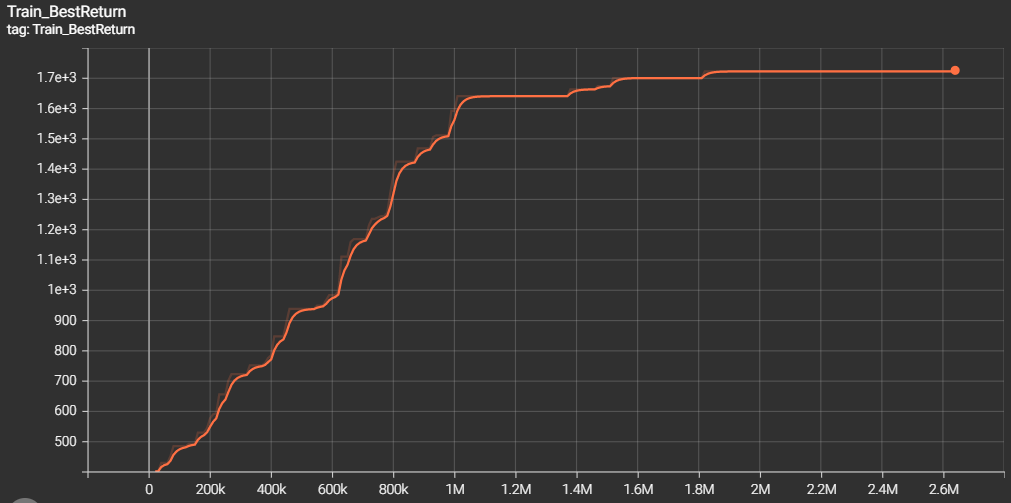 Train_BestReturn
tag: Train_BestReturn
1.7e+3
1.6e+3
1.5e+3
1.4e+3
1.3e+3
1.2e+3
1.1e+3
1e+3
900
800
700
600
500
0 200k 400k 600k 800k 1M 1.2M 1.4M 1.6M 1.8M 2M 2.2M 2.4M 2.6M